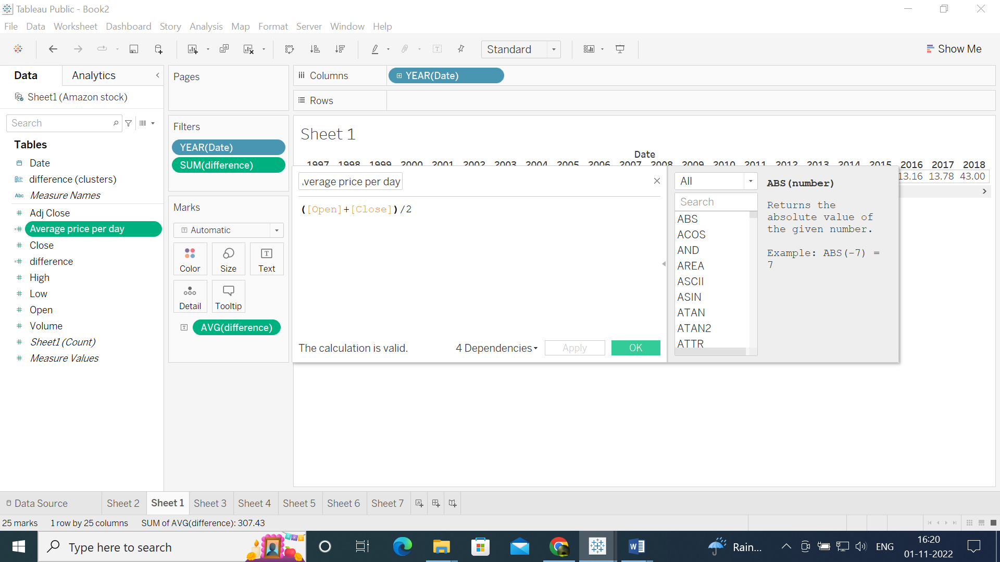 Tableau Public - Book2
File Data Worksheet Dashboard Story Analysis Map Format Server Window Help
Standard
Show Me
Data Analytics
Sheet1 (Amazon stock)
Search
Tables
Date
difference (clusters)
Abc Measure Names
Adj Close
Average price per day
Close
difference
High
Low
Open
Volume
Sheet1 (Count)
Measure Values
Pages
Filters
YEAR(Date)
SUM(difference)
Marks
Automatic
Color Size Text
Detail Tooltip
AVG(difference)
Columns YEAR(Date)
Rows
Sheet 1
Date
1997 1998 1999 2000 2001 2002 2003 2004 2005 2006 2007 2008 2009 2010 2011 2012 2013 2014 2015 2016 2017 2018
13.16 13.78 43.00
verage price per day
([Open]+[Close])/2
The calculation is valid. 4 Dependencies Apply OK
All
Search
ABS
ACOS
AND
AREA
ASCII
ASIN
ATAN
ATAN2
ATTR
ABS(number)
Returns the
absolute value of
the given number.
Example: ABS(-7) =
7
Data Source Sheet 2 Sheet 1 Sheet 3 Sheet 4 Sheet 5 Sheet 6 Sheet 7
25 marks 1 row by 25 columns SUM of AVG(difference): 307.43
Type here to search
Rain... ENG
16:20
01-11-2022